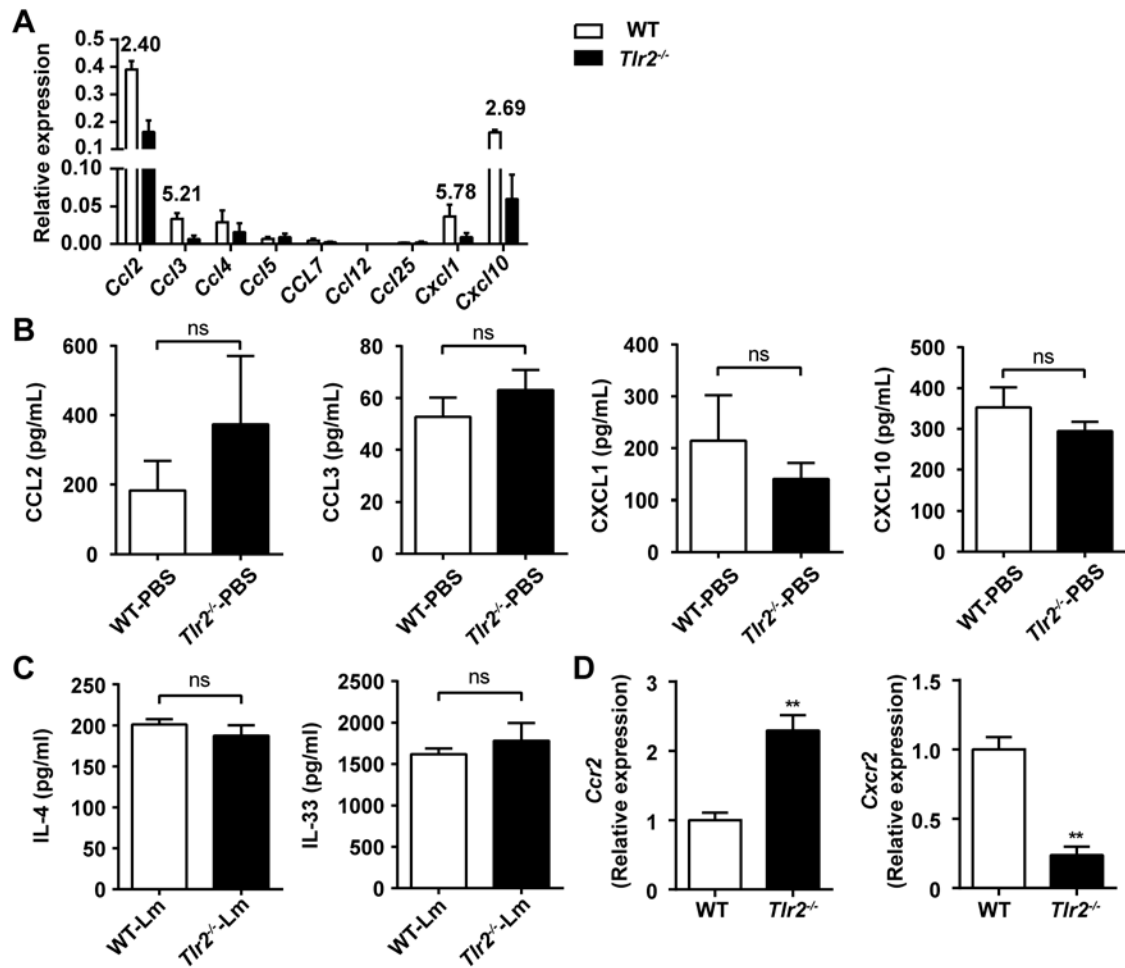 A
WT
Tlr2-/-
Relative expression
0.5
0.4
0.3
0.2
0.1
0.10
0.05
0.00
2.40
5.21
5.78
2.69
Ccl2
Ccl3
Ccl4
Ccl5
CCL7
Ccl12
Ccl25
Cxcl1
Cxcl10
B
CCL2 (pg/mL)
600
400
200
0
ns
WT-PBS
Tlr2-/--PBS
CCL3 (pg/mL)
80
60
40
20
0
ns
WT-PBS
Tlr2-/--PBS
CXCL1 (pg/mL)
400
300
200
100
0
ns
WT-PBS
Tlr2-/--PBS
CXCL10 (pg/mL)
500
400
300
200
100
0
ns
WT-PBS
Tlr2-/--PBS
C
IL-4 (pg/ml)
250
200
150
100
50
0
ns
WT-Lm
Tlr2-/--Lm
IL-33 (pg/ml)
2500
2000
1500
1000
500
0
ns
WT-Lm
Tlr2-/--Lm
D
Ccr2
(Relative expression)
3
2
1
0
**
WT
Tlr2-/-
Cxcr2
(Relative expression)
1.5
1.0
0.5
0
**
WT
Tlr2-/-